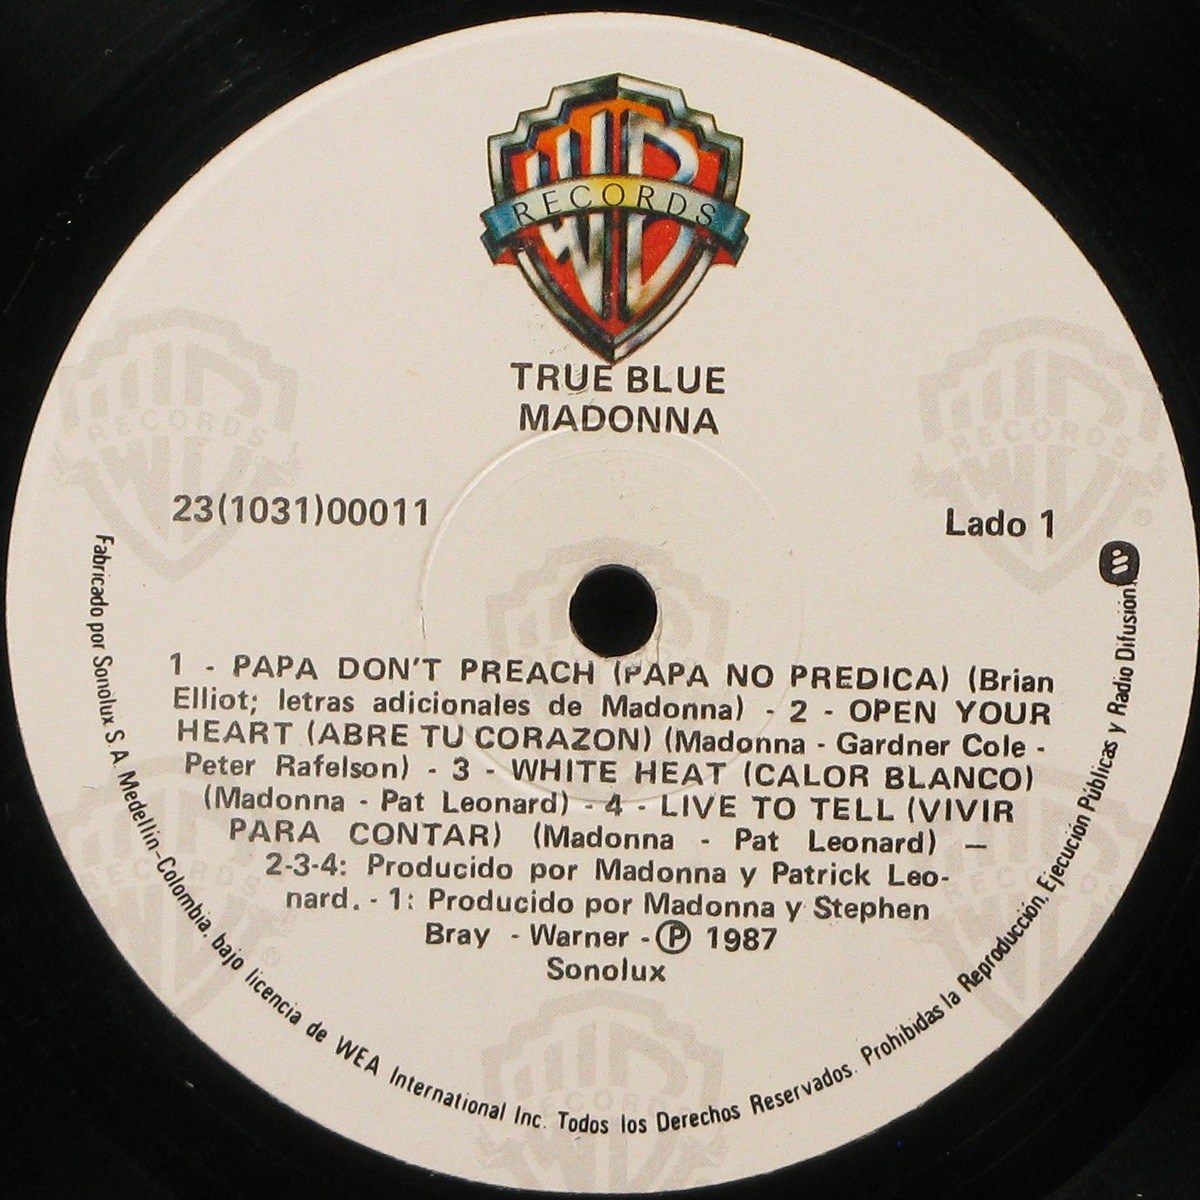 WB
RECORDS
TRUE BLUE
MADONNA
23(1031)00011
Lado 1
1 - PAPA DON'T PREACH (PAPA NO PREDICA) (Brian
Elliot; letras adicionales de Madonna) - 2 - OPEN YOUR
HEART (ABRE TU CORAZON) (Madonna - Gardner Cole -
Peter Rafelson) - 3 - WHITE HEAT (CALOR BLANCO)
(Madonna - Pat Leonard) - 4 - LIVE TO TELL (VIVIR
PARA CONTAR) (Madonna - Pat Leonard) —
2-3-4: Producido por Madonna y Patrick Leo-
nard. - 1: Producido por Madonna y Stephen
Bray - Warner - Ⓟ 1987
Sonolux
Fabricado por Sonolux S A Medellín-Colombia, bajo licencia de WEA International Inc. Todos los Derechos Reservados. Prohibidas la Reproducción, Ejecución Públicas y Radio Difusión.